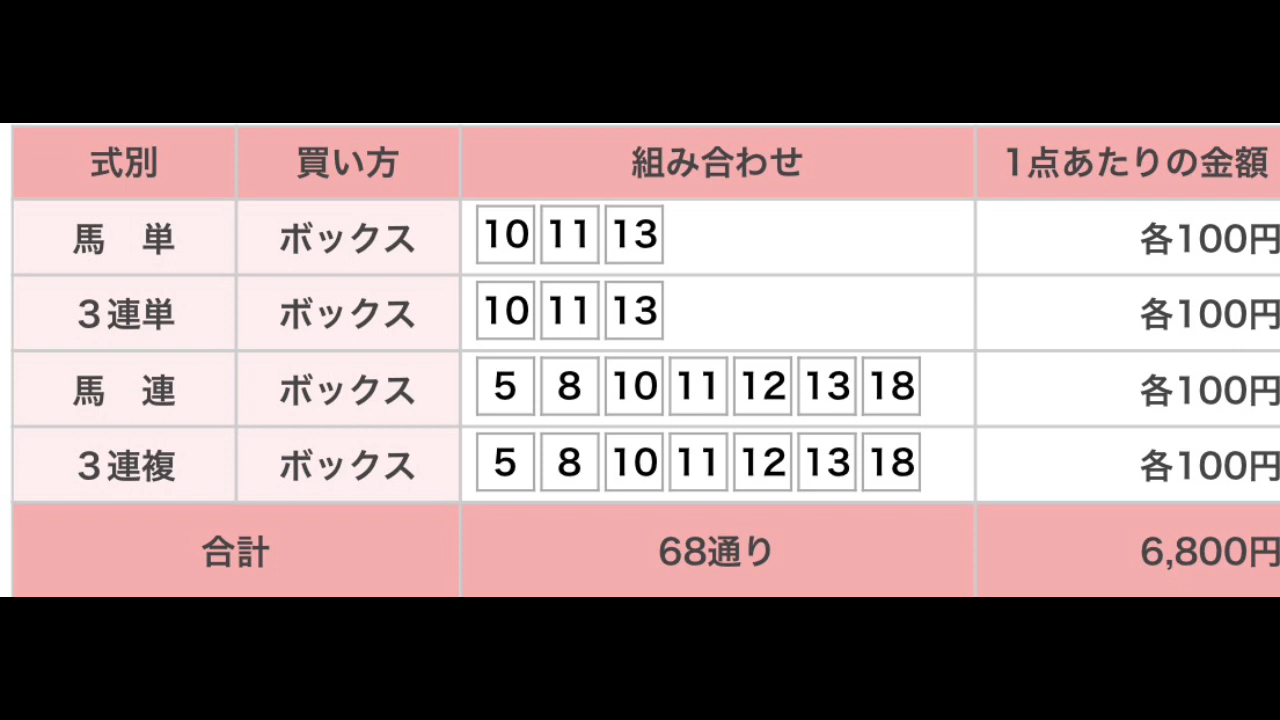 式別 買い方 組み合わせ 1点あたりの金額
馬　単 ボックス 10 11 13 各100円
３連単 ボックス 10 11 13 各100円
馬　連 ボックス 5 8 10 11 12 13 18 各100円
３連複 ボックス 5 8 10 11 12 13 18 各100円
合計 68通り 6,800円